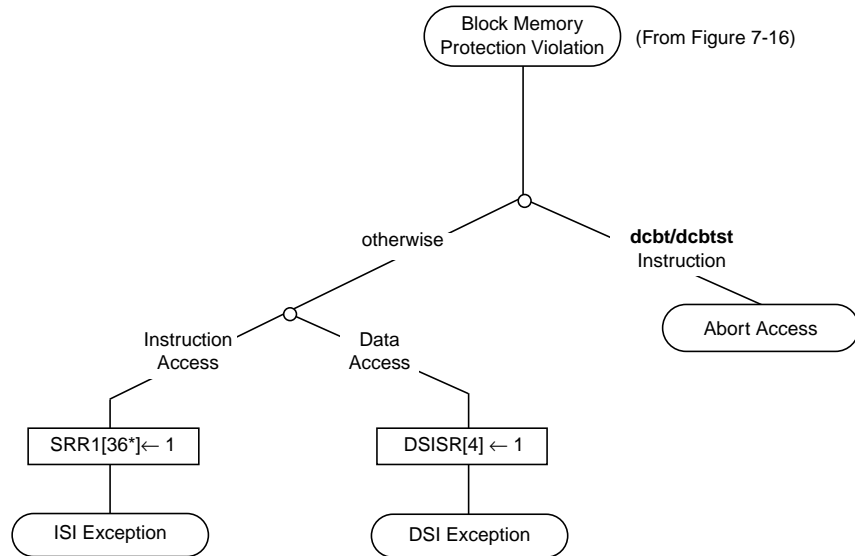 Block Memory
Protection Violation
(From Figure 7-16)
otherwise
dcbt/dcbtst
Instruction
Abort Access
Instruction
Access
Data
Access
SRR1[36*]← 1
DSISR[4] ← 1
ISI Exception
DSI Exception